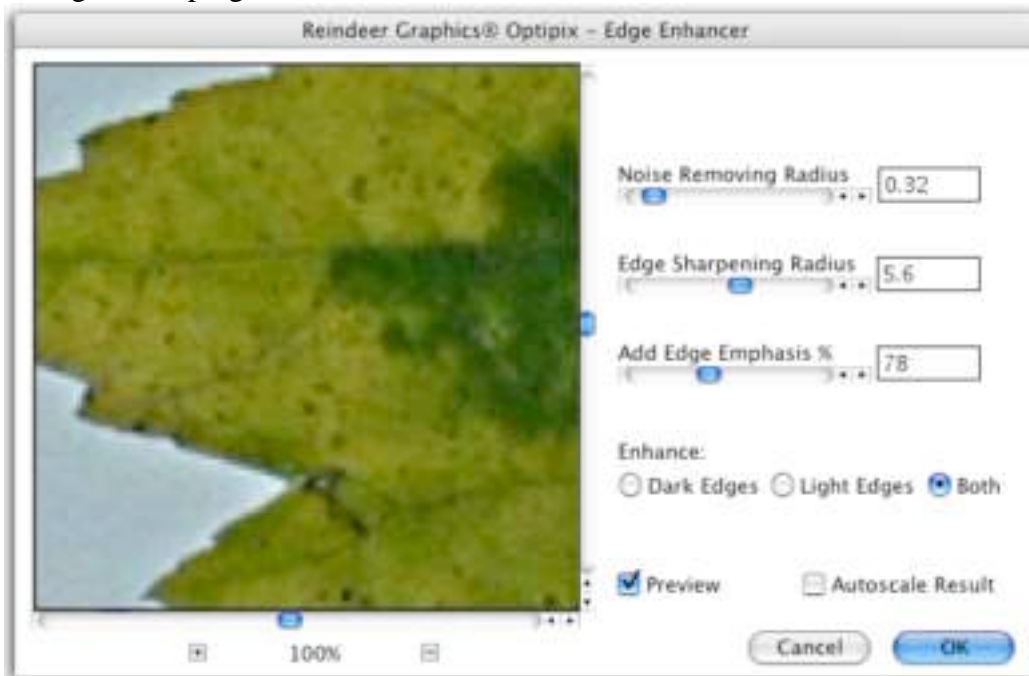 Reindeer Graphics® Optipix – Edge Enhancer
Noise Removing Radius
0.32
Edge Sharpening Radius
5.6
Add Edge Emphasis %
78
Enhance:
Dark Edges Light Edges Both
Preview Autoscale Result
100%
Cancel OK